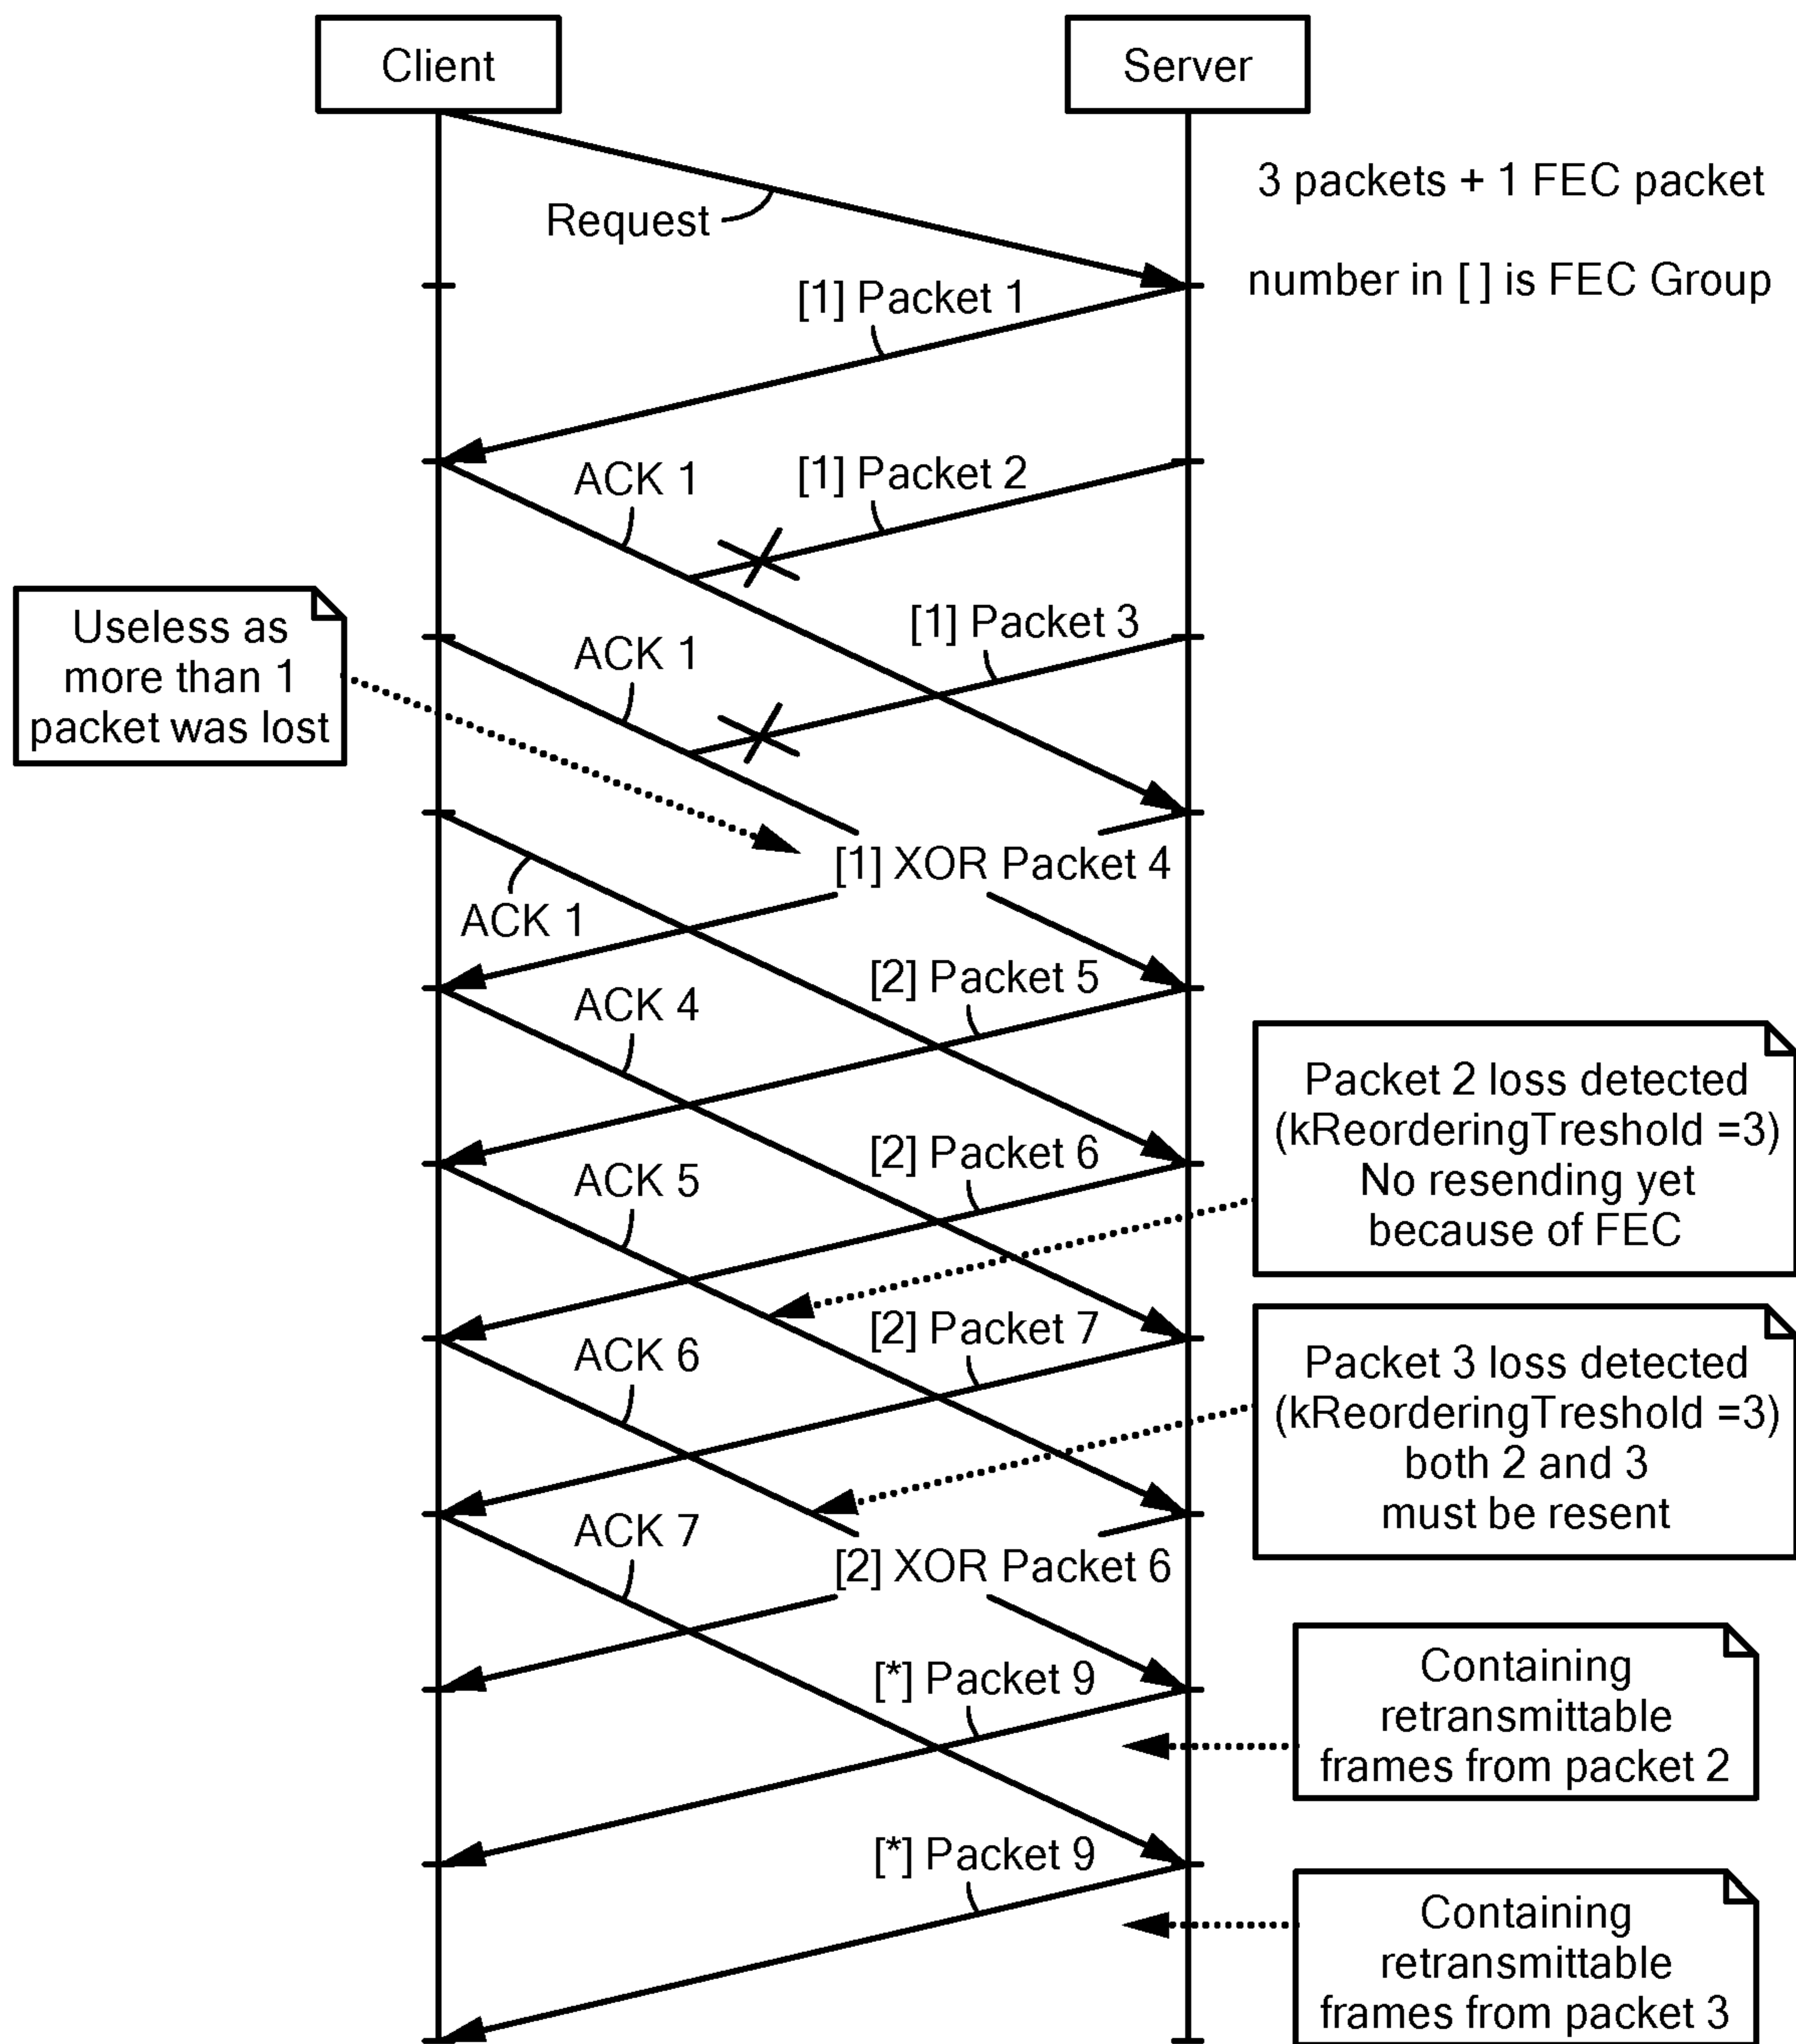 Client
Server
3 packets + 1 FEC packet
Request
number in [ ] is FEC Group
[1] Packet 1
ACK 1
[1] Packet 2
Useless as
more than 1
packet was lost
ACK 1
[1] Packet 3
[1] XOR Packet 4
ACK 1
ACK 4
[2] Packet 5
Packet 2 loss detected
(kReorderingTreshold =3)
No resending yet
because of FEC
ACK 5
[2] Packet 6
ACK 6
[2] Packet 7
Packet 3 loss detected
(kReorderingTreshold =3)
both 2 and 3
must be resent
ACK 7
[2] XOR Packet 6
[*] Packet 9
Containing
retransmittable
frames from packet 2
[*] Packet 9
Containing
retransmittable
frames from packet 3